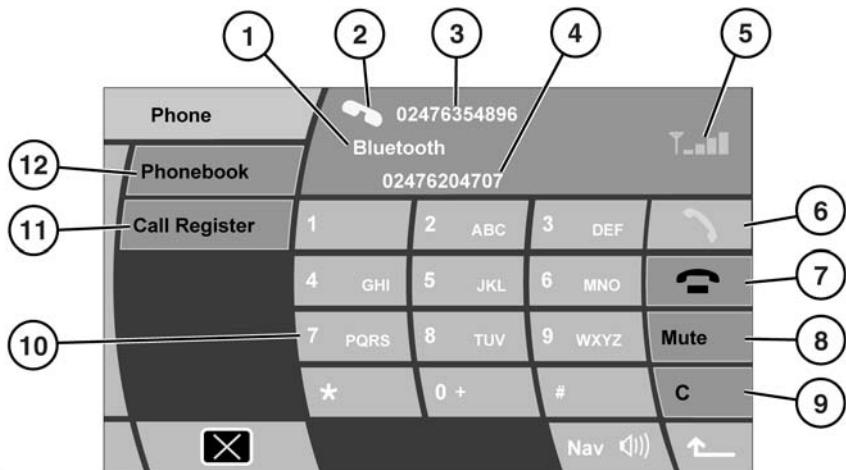 1 2 3 4 5
Phone
02476354896
Bluetooth
02476204707
12 Phonebook
11 Call Register
1 2 ABC 3 DEF 6
4 GHI 5 JKL 6 MNO 7
10 7 PQRS 8 TUV 9 WXYZ Mute 8
* 0 + # C 9
Nav